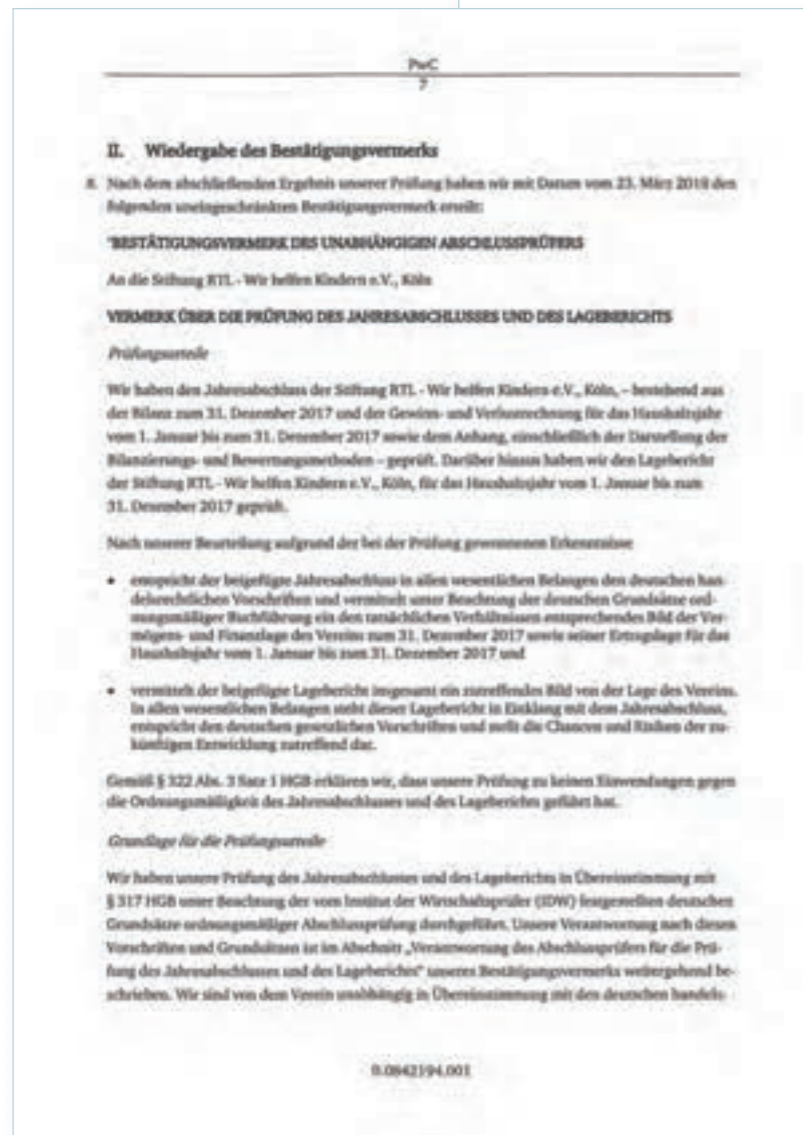 PwC
7
II. Wiedergabe des Bestätigungsvermerks
8. Nach dem abschließenden Ergebnis unserer Prüfung haben wir mit Datum vom 23. März 2018 den
folgenden uneingeschränkten Bestätigungsvermerk erteilt:
"BESTÄTIGUNGSVERMERK DES UNABHÄNGIGEN ABSCHLUSSPRÜFERS
An die Stiftung RTL - Wir helfen Kindern e.V., Köln
VERMERK ÜBER DIE PRÜFUNG DES JAHRESABSCHLUSSES UND DES LAGEBERICHTS
Prüfungsurteile
Wir haben den Jahresabschluss der Stiftung RTL - Wir helfen Kindern e.V., Köln, – bestehend aus
der Bilanz zum 31. Dezember 2017 und der Gewinn- und Verlustrechnung für das Haushaltsjahr
vom 1. Januar bis zum 31. Dezember 2017 sowie dem Anhang, einschließlich der Darstellung der
Bilanzierungs- und Bewertungsmethoden – geprüft. Darüber hinaus haben wir den Lagebericht
der Stiftung RTL - Wir helfen Kindern e.V., Köln, für das Haushaltsjahr vom 1. Januar bis zum
31. Dezember 2017 geprüft.
Nach unserer Beurteilung aufgrund der bei der Prüfung gewonnenen Erkenntnisse
• entspricht der beigefügte Jahresabschluss in allen wesentlichen Belangen den deutschen han-
delsrechtlichen Vorschriften und vermittelt unter Beachtung der deutschen Grundsätze ord-
nungsmäßiger Buchführung ein den tatsächlichen Verhältnissen entsprechendes Bild der Ver-
mögens- und Finanzlage des Vereins zum 31. Dezember 2017 sowie seiner Ertragslage für das
Haushaltsjahr vom 1. Januar bis zum 31. Dezember 2017 und
• vermittelt der beigefügte Lagebericht insgesamt ein zutreffendes Bild von der Lage des Vereins.
In allen wesentlichen Belangen steht dieser Lagebericht in Einklang mit dem Jahresabschluss,
entspricht den deutschen gesetzlichen Vorschriften und stellt die Chancen und Risiken der zu-
künftigen Entwicklung zutreffend dar.
Gemäß § 322 Abs. 3 Satz 1 HGB erklären wir, dass unsere Prüfung zu keinen Einwendungen gegen
die Ordnungsmäßigkeit des Jahresabschlusses und des Lageberichts geführt hat.
Grundlage für die Prüfungsurteile
Wir haben unsere Prüfung des Jahresabschlusses und des Lageberichts in Übereinstimmung mit
§ 317 HGB unter Beachtung der vom Institut der Wirtschaftsprüfer (IDW) festgestellten deutschen
Grundsätze ordnungsmäßiger Abschlussprüfung durchgeführt. Unsere Verantwortung nach diesen
Vorschriften und Grundsätzen ist im Abschnitt „Verantwortung des Abschlussprüfers für die Prü-
fung des Jahresabschlusses und des Lageberichts“ unseres Bestätigungsvermerks weitergehend be-
schrieben. Wir sind von dem Verein unabhängig in Übereinstimmung mit den deutschen handels-
0.0842194.001